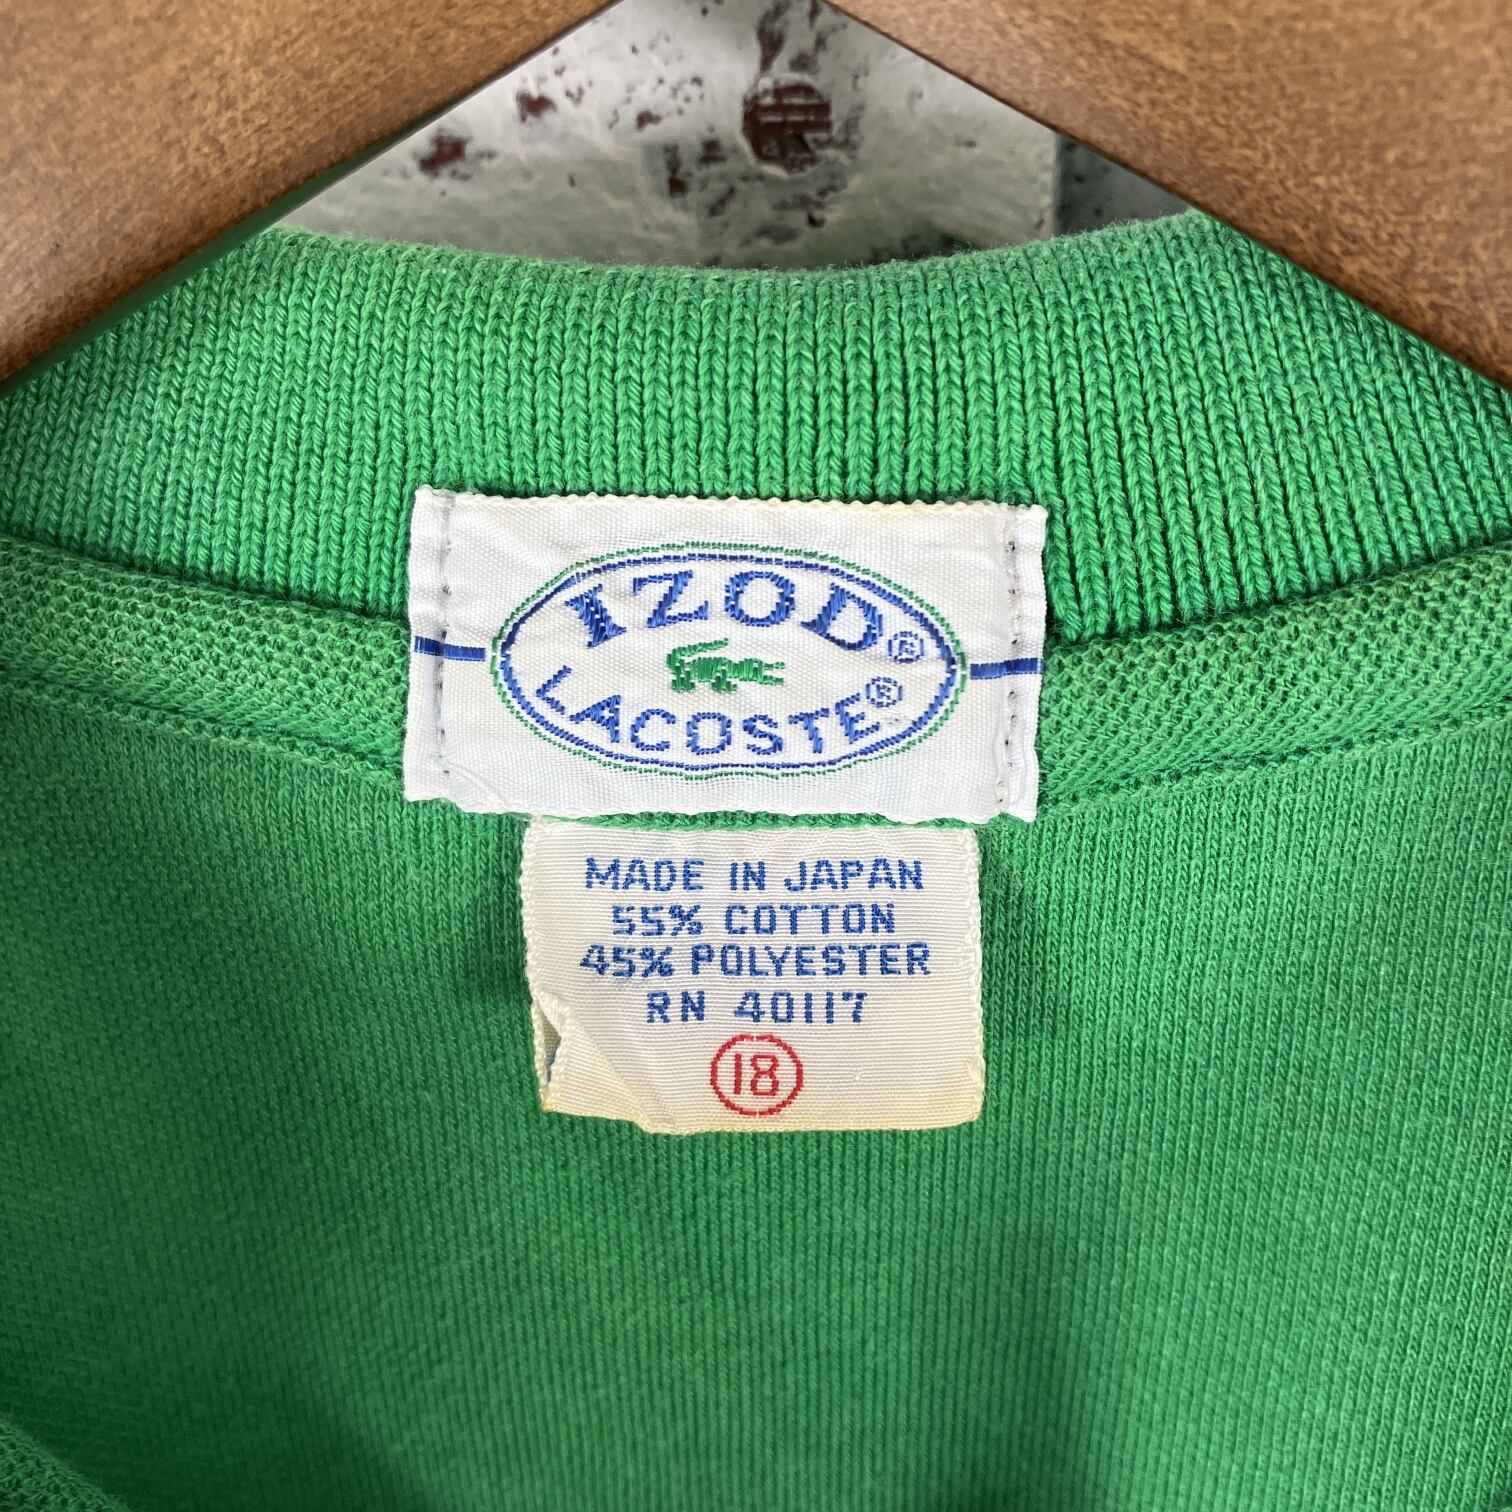 IZOD®
LACOSTE®
MADE IN JAPAN
55% COTTON
45% POLYESTER
RN 40117
18